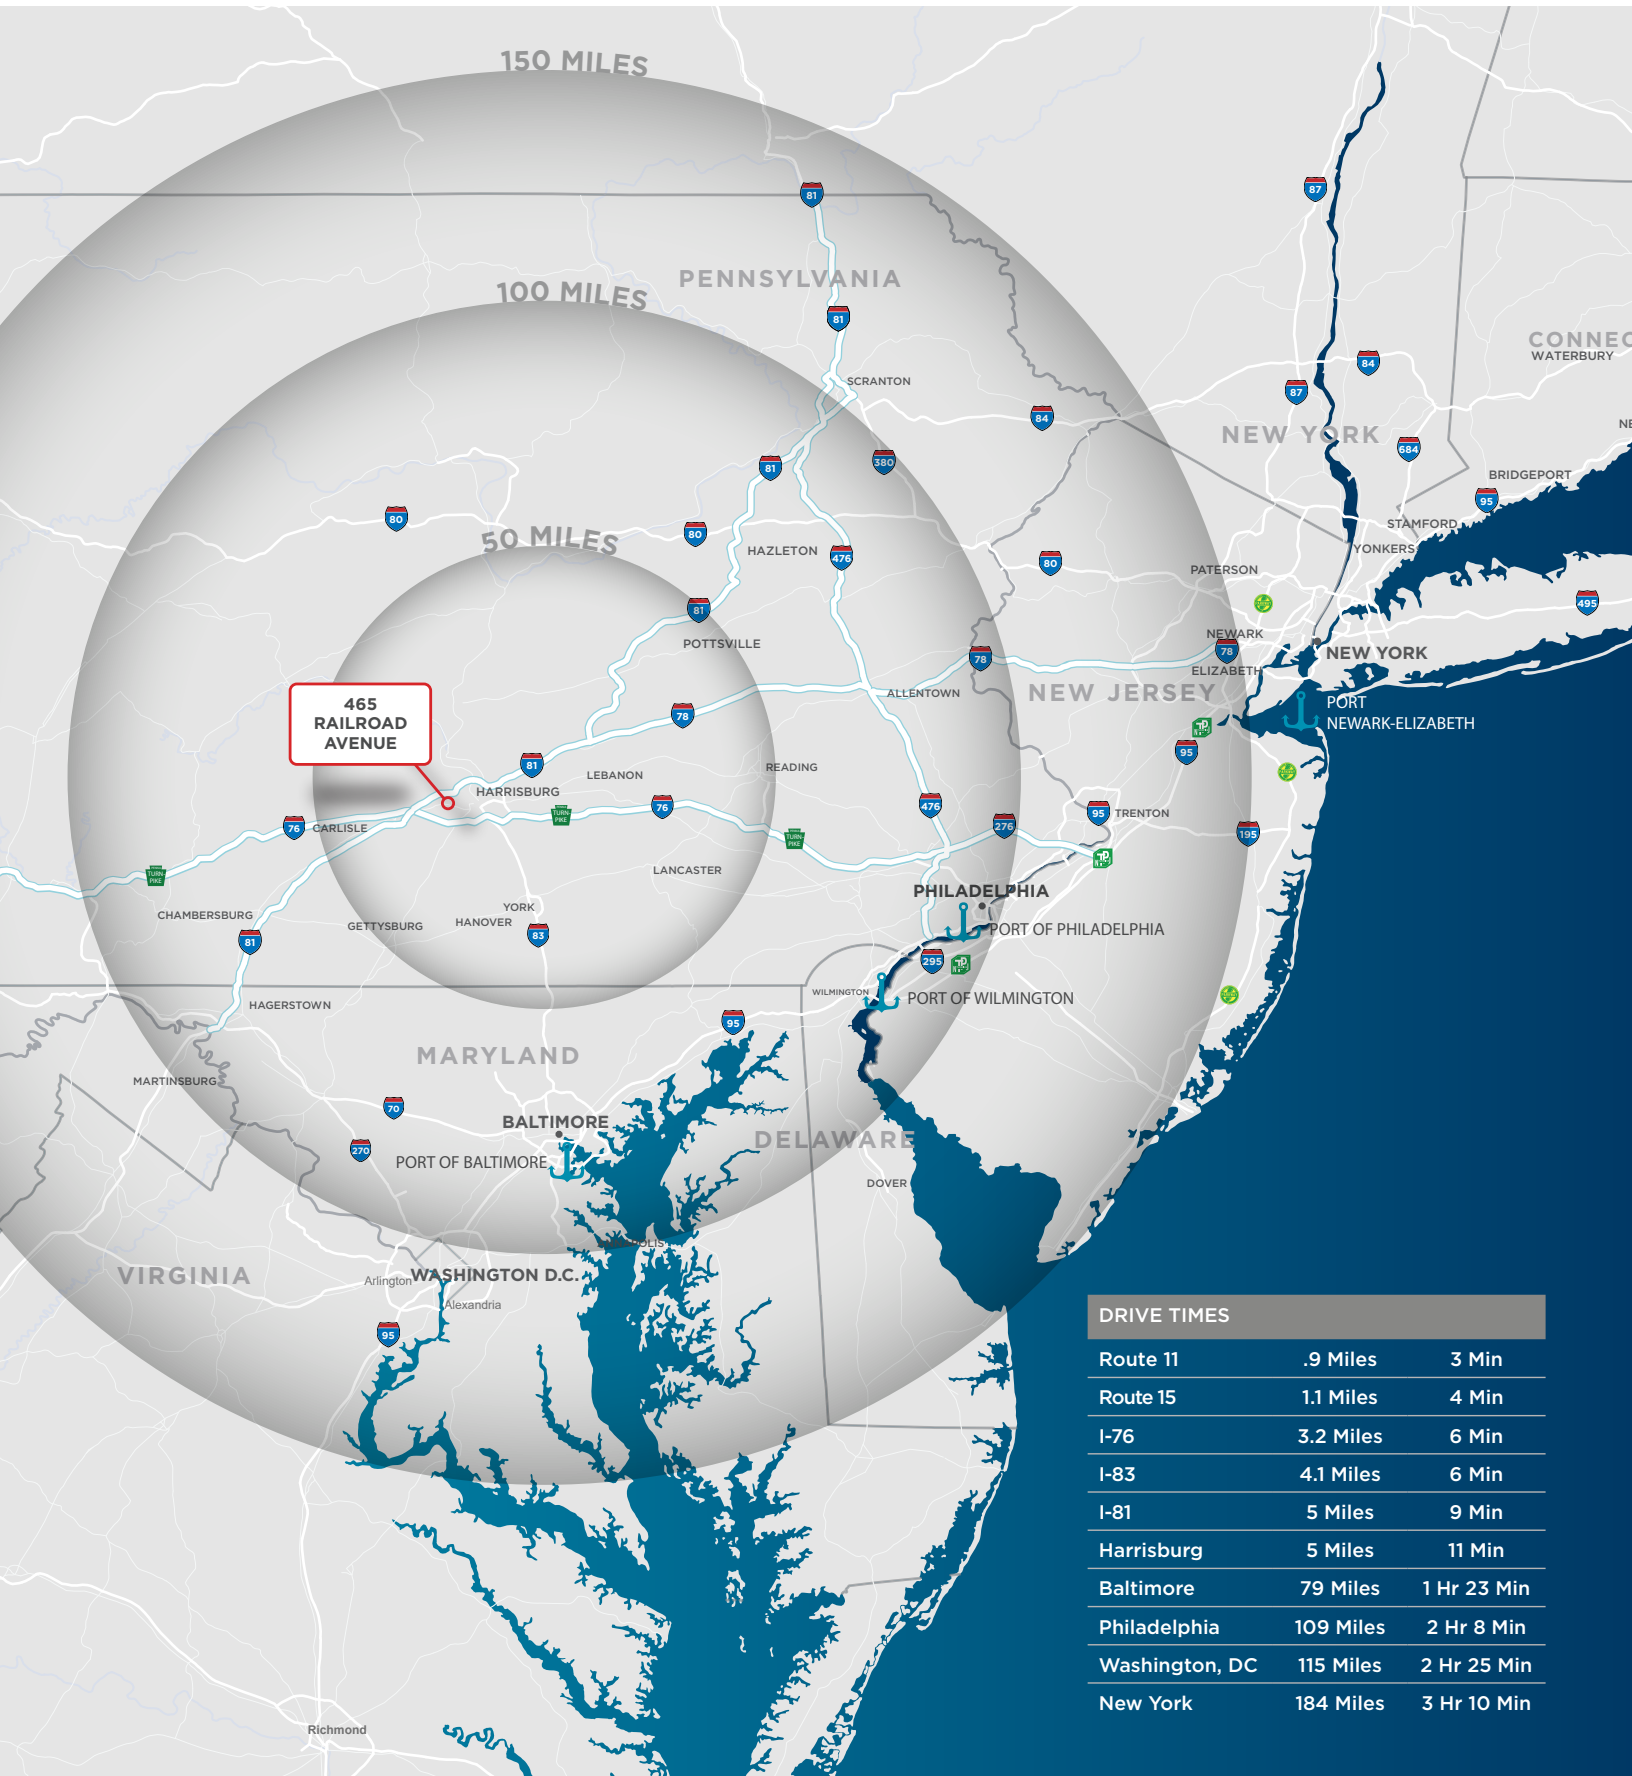 150 MILES
81
87
PENNSYLVANIA
100 MILES
81
CONNEC
WATERBURY
84
SCRANTON
87
84
NEW YORK
NE
684
81
380
BRIDGEPORT
95
80
STAMFORD
80
50 MILES
HAZLETON
476
YONKERS
80
PATERSON
495
81
NEWARK
POTTSVILLE
78
NEW YORK
78
ELIZABETH
ALLENTOWN
NEW JERSEY
465
RAILROAD
AVENUE
PORT
NEWARK-ELIZABETH
78
95
81
READING
LEBANON
HARRISBURG
76
476
TURN-
PIKE
95
TRENTON
276
76
CARLISLE
195
TURN-
PIKE
LANCASTER
TURN-
PIKE
PHILADELPHIA
YORK
CHAMBERSBURG
GETTYSBURG
HANOVER
PORT OF PHILADELPHIA
83
81
295
WILMINGTON
PORT OF WILMINGTON
HAGERSTOWN
95
MARYLAND
MARTINSBURG
70
BALTIMORE
DELAWARE
270
PORT OF BALTIMORE
DOVER
VIRGINIA
Arlington
WASHINGTON D.C.
Alexandria
95
DRIVE TIMES
Route 11 .9 Miles 3 Min
Route 15 1.1 Miles 4 Min
I-76 3.2 Miles 6 Min
I-83 4.1 Miles 6 Min
I-81 5 Miles 9 Min
Harrisburg 5 Miles 11 Min
Baltimore 79 Miles 1 Hr 23 Min
Philadelphia 109 Miles 2 Hr 8 Min
Washington, DC 115 Miles 2 Hr 25 Min
New York 184 Miles 3 Hr 10 Min
Richmond